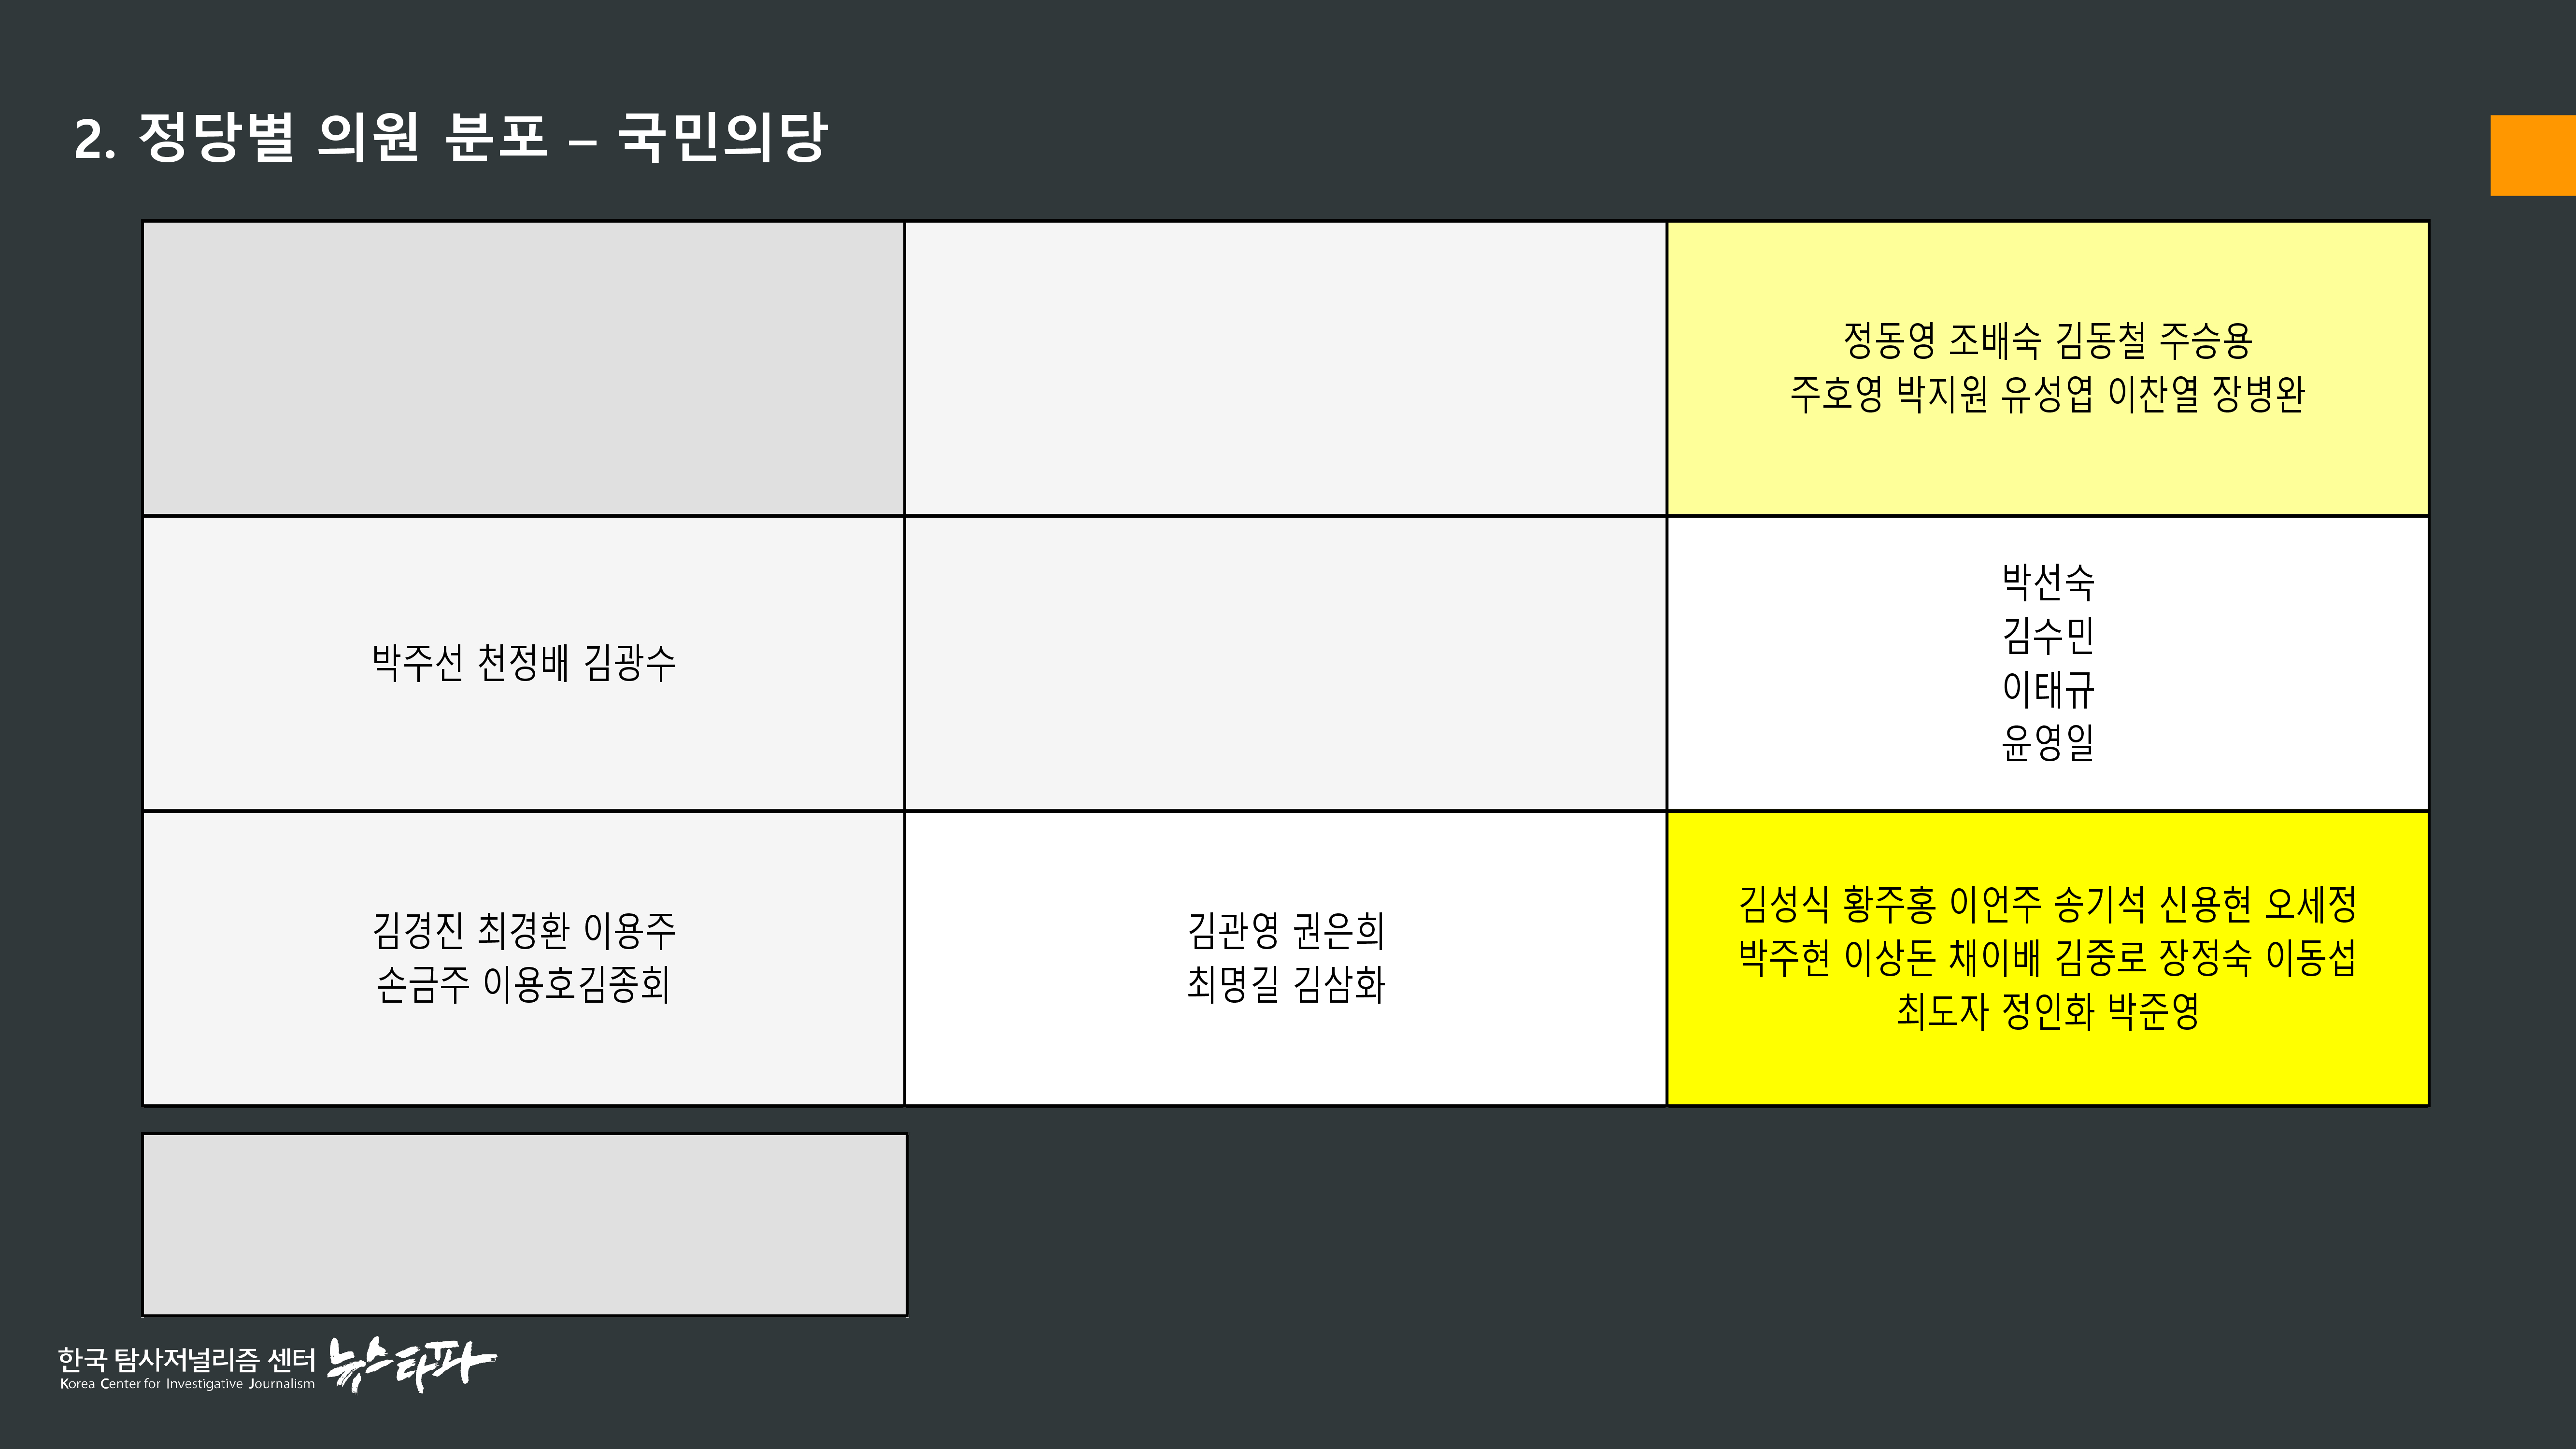 2. 정당별 의원 분포 – 국민의당
정동영 조배숙 김동철 주승용
주호영 박지원 유성엽 이찬열 장병완
박주선 천정배 김광수
박선숙
김수민
이태규
윤영일
김경진 최경환 이용주
손금주 이용호김종회
김관영 권은희
최명길 김삼화
김성식 황주홍 이언주 송기석 신용현 오세정
박주현 이상돈 채이배 김중로 장정숙 이동섭
최도자 정인화 박준영
한국 탐사저널리즘 센터 뉴스타파
Korea Center for Investigative Journalism